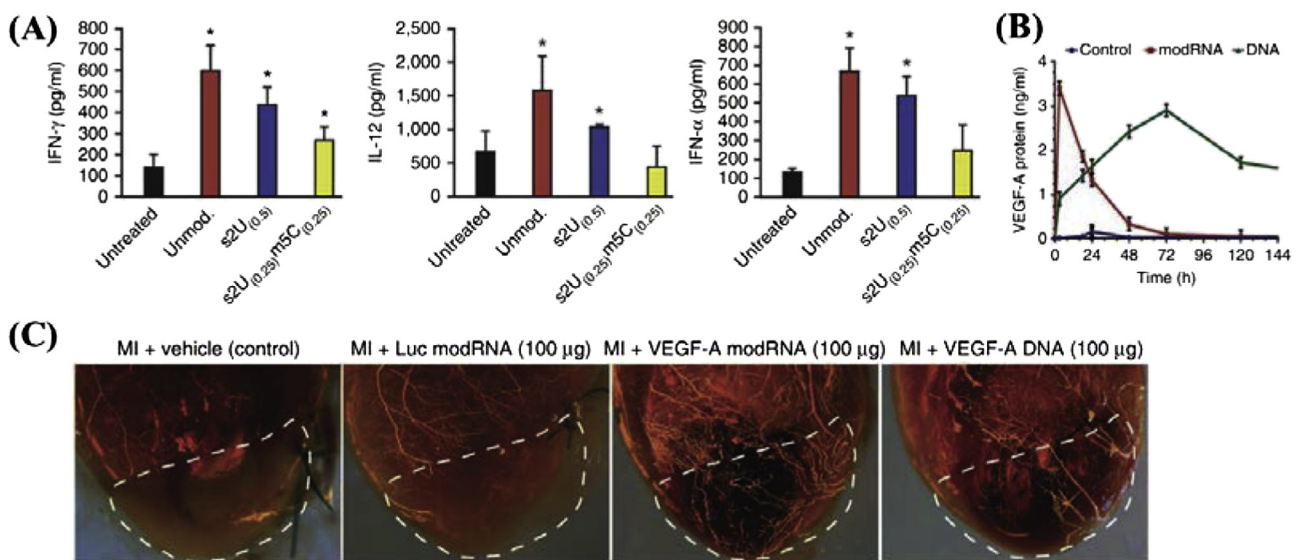 (A)
IFN-γ (pg/ml)
800
700
600
500
400
300
200
100
0
*
*
*
Untreated
Unmod.
s2U(0.5)
s2U(0.25)m5C(0.25)
IL-12 (pg/ml)
2,500
2,000
1,500
1,000
500
0
*
*
Untreated
Unmod.
s2U(0.5)
s2U(0.25)m5C(0.25)
IFN-α (pg/ml)
900
800
700
600
500
400
300
200
100
0
*
*
Untreated
Unmod.
s2U(0.5)
s2U(0.25)m5C(0.25)
(B)
Control modRNA DNA
VEGF-A protein (ng/ml)
4
3
2
1
0
0 24 48 72 96 120 144
Time (h)
(C)
MI + vehicle (control)
MI + Luc modRNA (100 μg)
MI + VEGF-A modRNA (100 μg)
MI + VEGF-A DNA (100 μg)